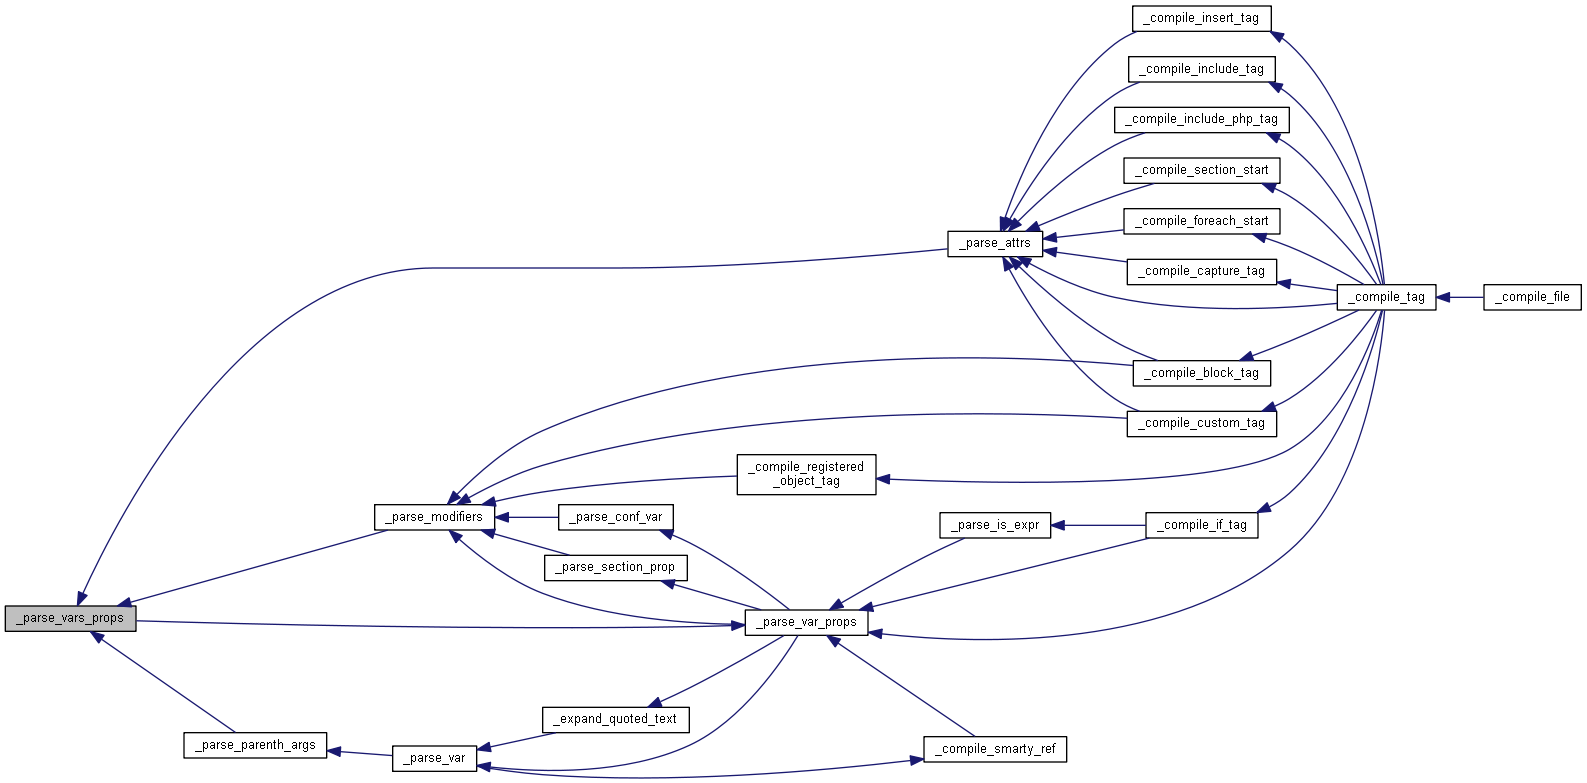 _compile_insert_tag
_compile_include_tag
_compile_include_php_tag
_compile_section_start
_compile_foreach_start
_parse_attrs
_compile_capture_tag
_compile_tag
_compile_file
_compile_block_tag
_compile_custom_tag
_compile_registered
_object_tag
_parse_modifiers
_parse_conf_var
_parse_is_expr
_compile_if_tag
_parse_section_prop
_parse_vars_props
_parse_var_props
_expand_quoted_text
_parse_parenth_args
_parse_var
_compile_smarty_ref